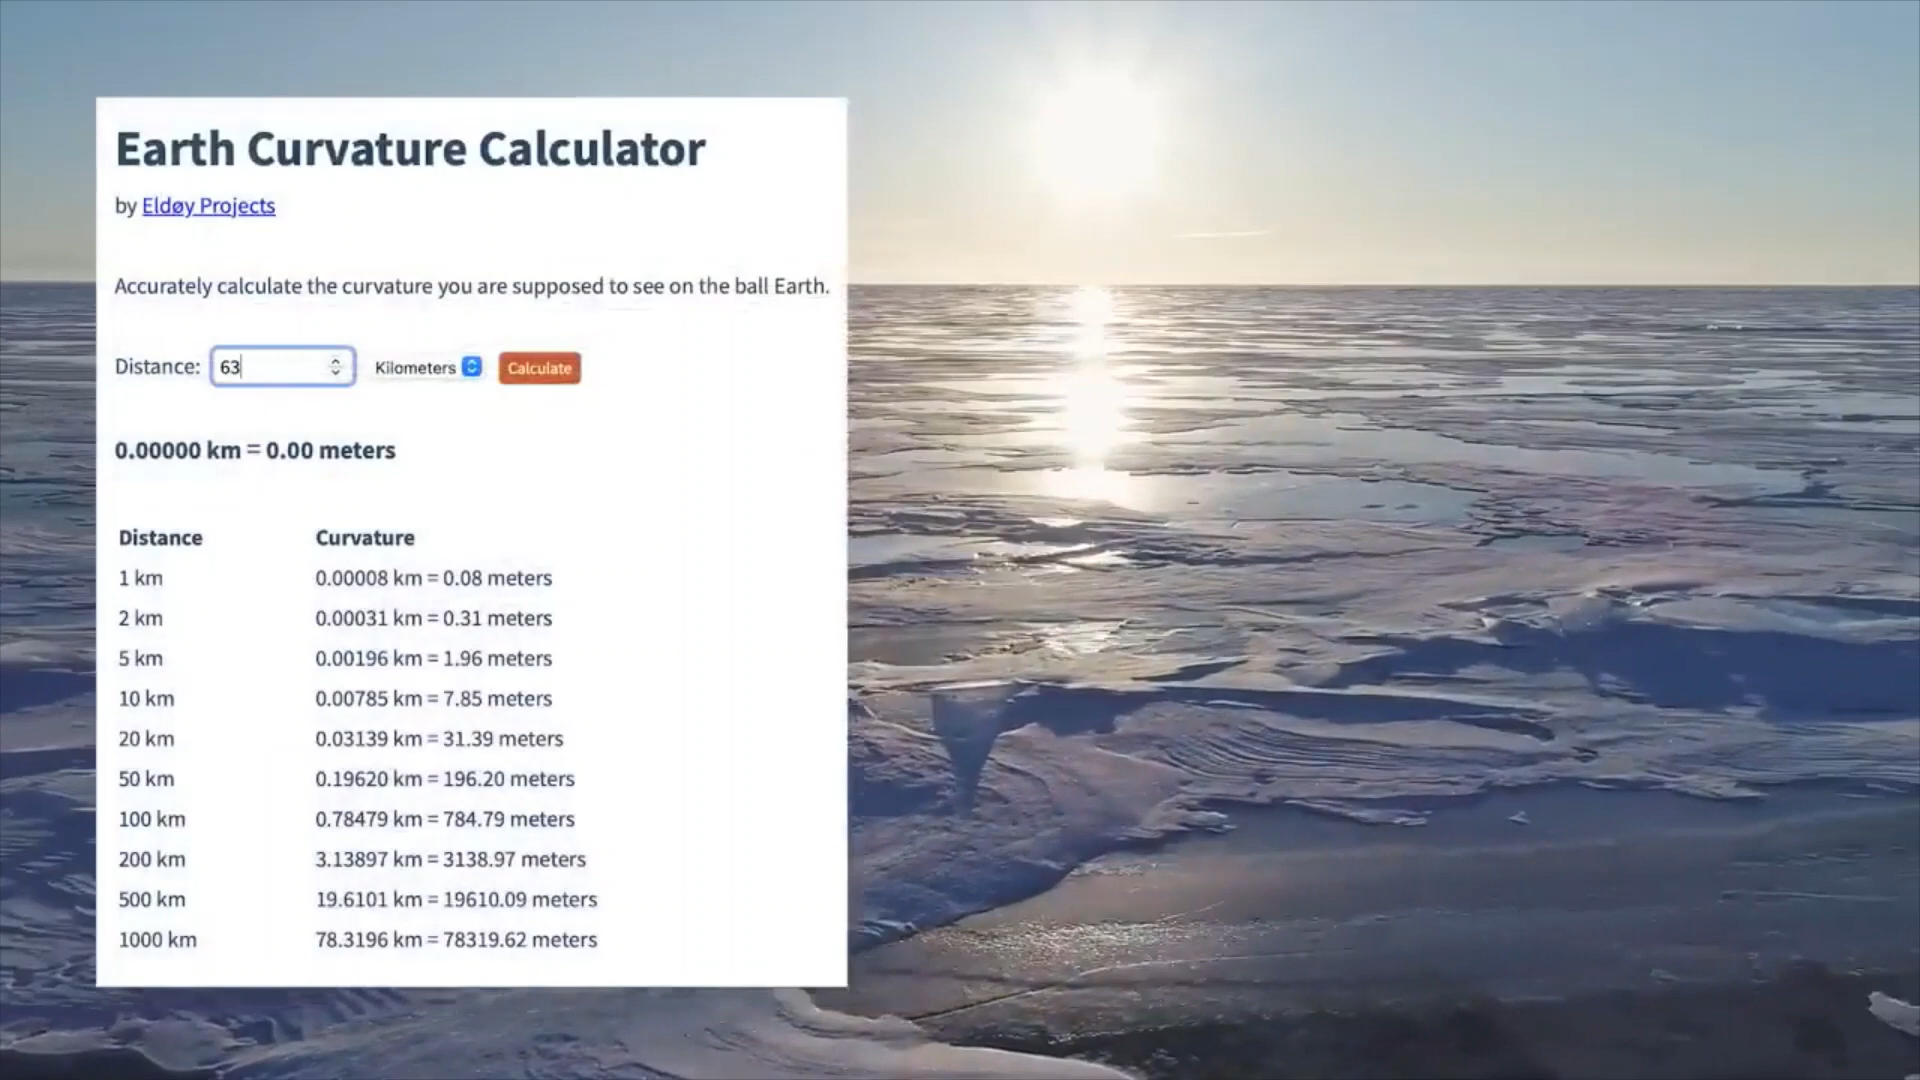 Earth Curvature Calculator
by Eldøy Projects
Accurately calculate the curvature you are supposed to see on the ball Earth.
Distance: 63 Kilometers Calculate
0.00000 km = 0.00 meters
Distance Curvature
1 km 0.00008 km = 0.08 meters
2 km 0.00031 km = 0.31 meters
5 km 0.00196 km = 1.96 meters
10 km 0.00785 km = 7.85 meters
20 km 0.03139 km = 31.39 meters
50 km 0.19620 km = 196.20 meters
100 km 0.78479 km = 784.79 meters
200 km 3.13897 km = 3138.97 meters
500 km 19.6101 km = 19610.09 meters
1000 km 78.3196 km = 78319.62 meters